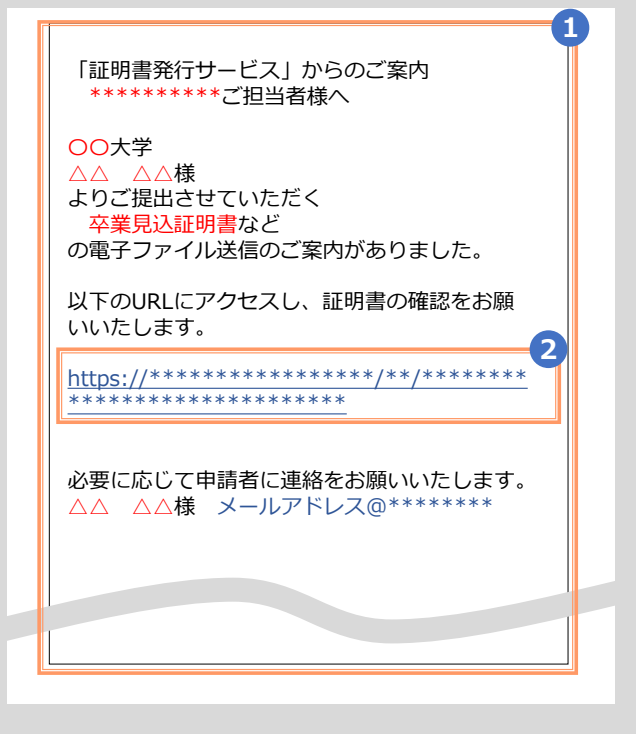 1
「証明書発行サービス」からのご案内
**********ご担当者様へ
〇〇大学
△△　△△様
よりご提出させていただく
卒業見込証明書など
の電子ファイル送信のご案内がありました。
以下のURLにアクセスし、証明書の確認をお願
いいたします。
2
https://*****************/**/********
*********************
必要に応じて申請者に連絡をお願いいたします。
△△　△△様　メールアドレス@********